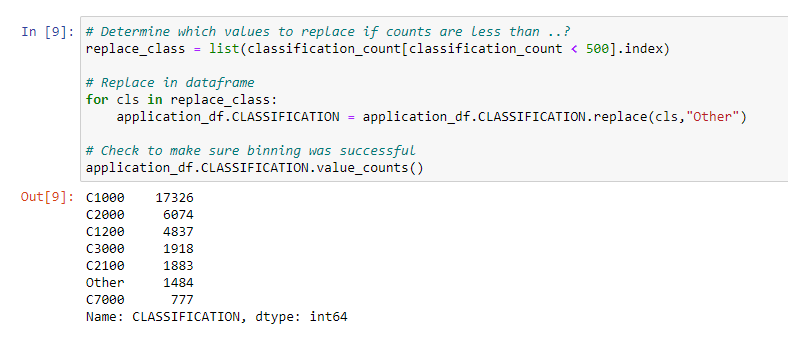 In [9]: # Determine which values to replace if counts are less than ..?
replace_class = list(classification_count[classification_count < 500].index)
# Replace in dataframe
for cls in replace_class:
    application_df.CLASSIFICATION = application_df.CLASSIFICATION.replace(cls,"Other")
# Check to make sure binning was successful
application_df.CLASSIFICATION.value_counts()
Out[9]: C1000    17326
C2000     6074
C1200     4837
C3000     1918
C2100     1883
Other     1484
C7000      777
Name: CLASSIFICATION, dtype: int64